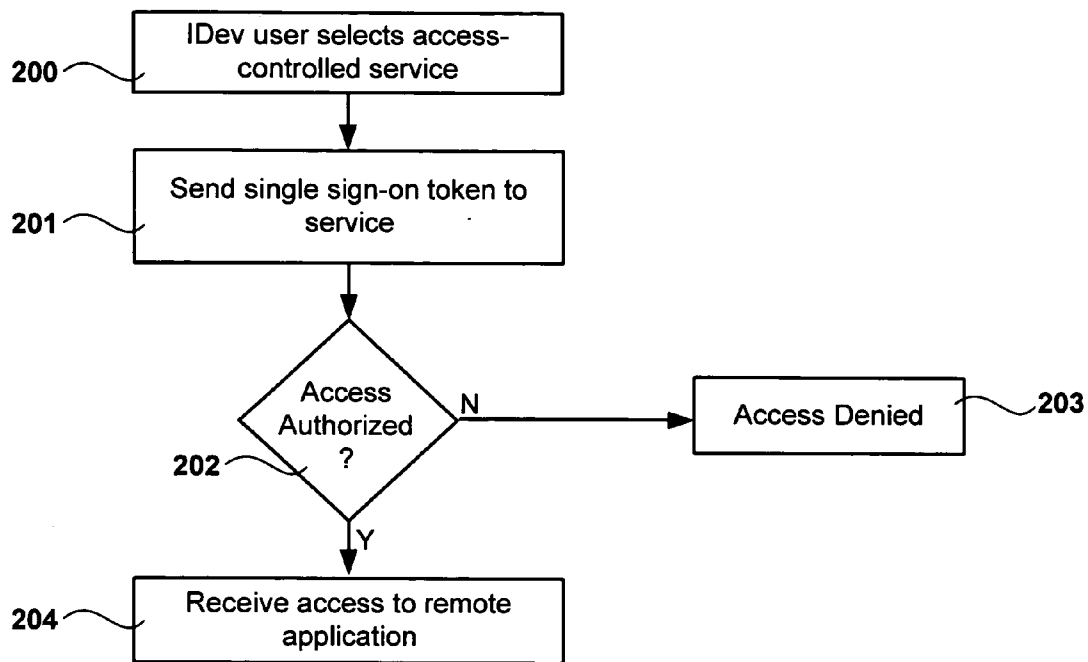 IDev user selects access-
controlled service
200
Send single sign-on token to
service
201
Access
Authorized
?
202
N
Access Denied
203
Y
Receive access to remote
application
204